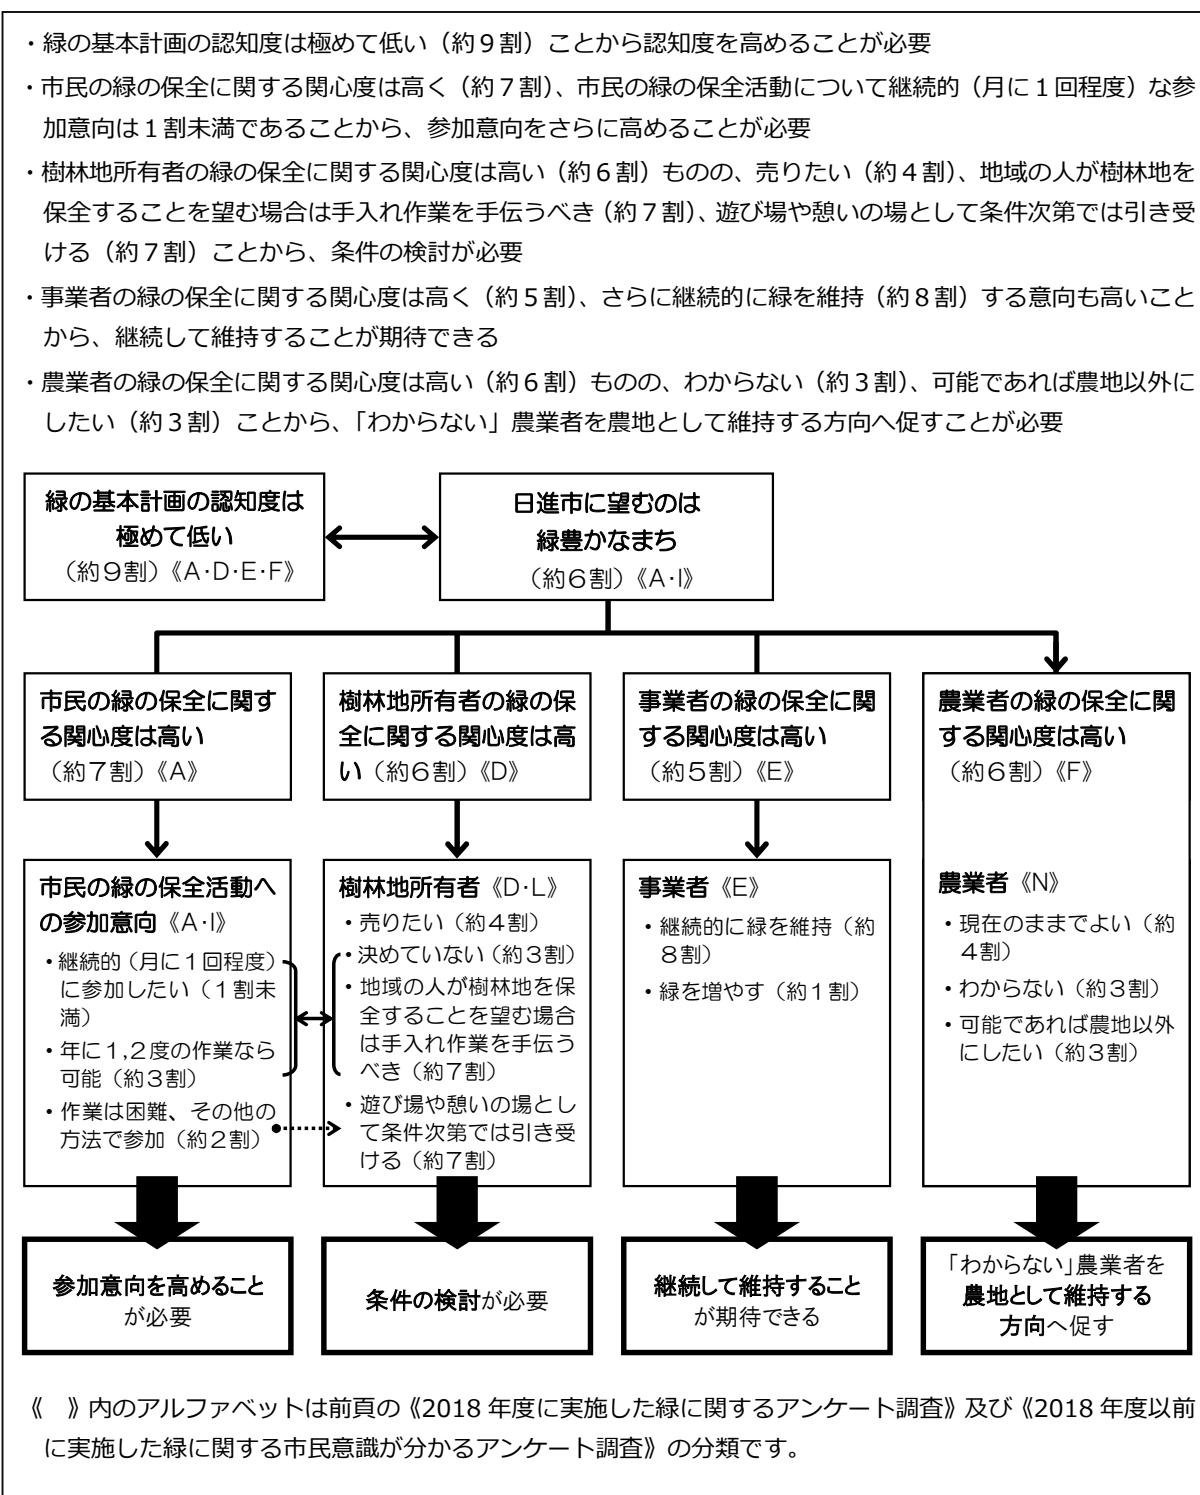 ・緑の基本計画の認知度は極めて低い（約９割）ことから認知度を高めることが必要
・市民の緑の保全に関する関心度は高く（約７割）、市民の緑の保全活動について継続的（月に１回程度）な参
加意向は１割未満であることから、参加意向をさらに高めることが必要
・樹林地所有者の緑の保全に関する関心度は高い（約６割）ものの、売りたい（約４割）、地域の人が樹林地を
保全することを望む場合は手入れ作業を手伝うべき（約７割）、遊び場や憩いの場として条件次第では引き受
ける（約７割）ことから、条件の検討が必要
・事業者の緑の保全に関する関心度は高く（約５割）、さらに継続的に緑を維持（約８割）する意向も高いこと
から、継続して維持することが期待できる
・農業者の緑の保全に関する関心度は高い（約６割）ものの、わからない（約３割）、可能であれば農地以外に
したい（約３割）ことから、「わからない」農業者を農地として維持する方向へ促すことが必要
緑の基本計画の認知度は
極めて低い
（約９割）《A･D･E･F》
日進市に望むのは
緑豊かなまち
（約６割）《A･I》
市民の緑の保全に関す
る関心度は高い
（約７割）《A》
樹林地所有者の緑の保
全に関する関心度は高
い（約６割）《D》
事業者の緑の保全に関
する関心度は高い
（約５割）《E》
農業者の緑の保全に関
する関心度は高い
（約６割）《F》
市民の緑の保全活動へ
の参加意向《A･I》
・継続的（月に１回程度）
に参加したい（１割未
満）
・年に１,２度の作業なら
可能（約３割）
・作業は困難、その他の
方法で参加（約２割）
樹林地所有者《D･L》
・売りたい（約４割）
・決めていない（約３割）
・地域の人が樹林地を保
全することを望む場合
は手入れ作業を手伝う
べき（約７割）
・遊び場や憩いの場とし
て条件次第では引き受
ける（約７割）
事業者《E》
・継続的に緑を維持（約
８割）
・緑を増やす（約１割）
農業者《N》
・現在のままでよい（約
４割）
・わからない（約３割）
・可能であれば農地以外
にしたい（約３割）
参加意向を高めること
が必要
条件の検討が必要
継続して維持すること
が期待できる
「わからない」農業者を
農地として維持する
方向へ促す
《　》内のアルファベットは前頁の《2018 年度に実施した緑に関するアンケート調査》及び《2018 年度以前
に実施した緑に関する市民意識が分かるアンケート調査》の分類です。